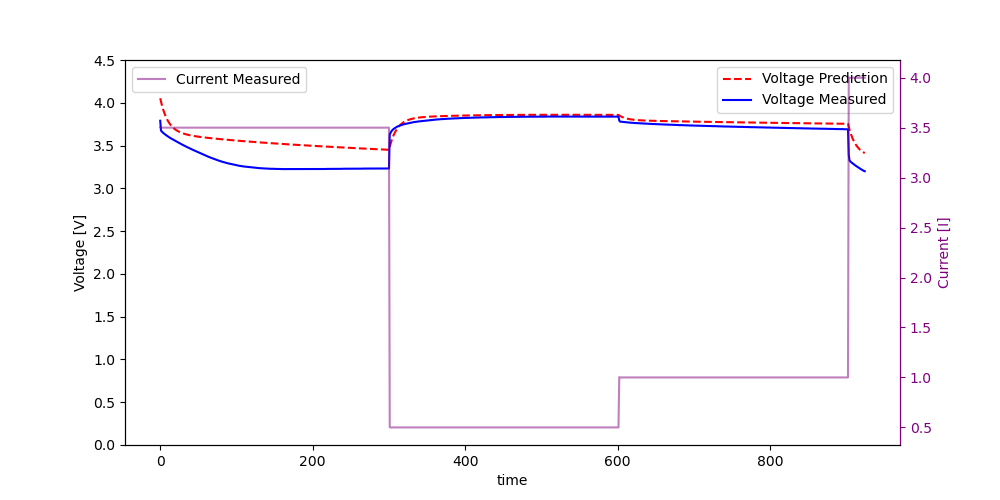 Current Measured
Voltage Prediction
Voltage Measured
Voltage [V]
4.5
4.0
3.5
3.0
2.5
2.0
1.5
1.0
0.5
0.0
4.0
3.5
3.0
2.5
2.0
1.5
1.0
0.5
Current [I]
0 200 400 600 800
time